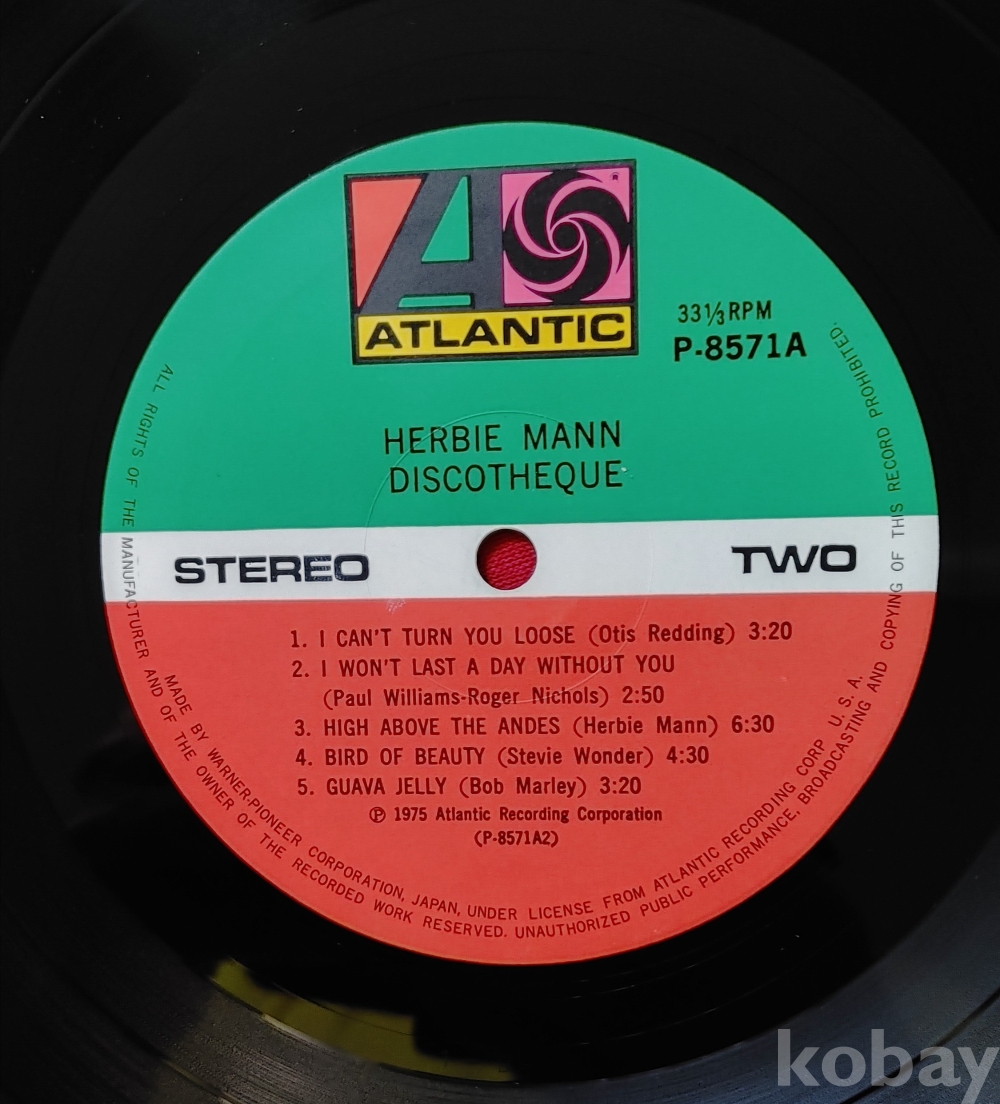 ATLANTIC
33⅓ RPM
P-8571A
HERBIE MANN
DISCOTHEQUE
STEREO
TWO
1. I CAN'T TURN YOU LOOSE (Otis Redding) 3:20
2. I WON'T LAST A DAY WITHOUT YOU
(Paul Williams-Roger Nichols) 2:50
3. HIGH ABOVE THE ANDES (Herbie Mann) 6:30
4. BIRD OF BEAUTY (Stevie Wonder) 4:30
5. GUAVA JELLY (Bob Marley) 3:20
℗ 1975 Atlantic Recording Corporation
(P-8571A2)
MADE BY WARNER-PIONEER CORPORATION, JAPAN, UNDER LICENSE FROM ATLANTIC RECORDING CORP U. S. A.
ALL RIGHTS OF THE MANUFACTURER AND OF THE OWNER OF THE RECORDED WORK RESERVED. UNAUTHORIZED PUBLIC PERFORMANCE, BROADCASTING AND COPYING OF THIS RECORD PROHIBITED.
kobay